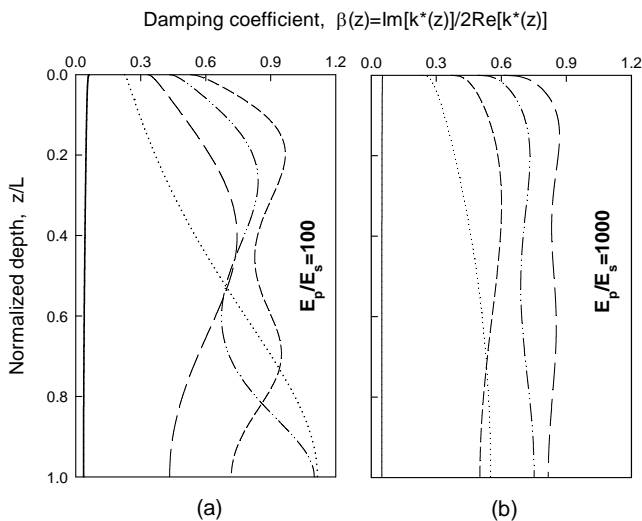 Damping coefficient, β(z)=Im[k*(z)]/2Re[k*(z)]
0.0 0.3 0.6 0.9 1.2
0.0 0.3 0.6 0.9 1.2
Normalized depth, z/L
0.0
0.2
0.4
0.6
0.8
1.0
Ep/Es=100
Ep/Es=1000
(a)
(b)